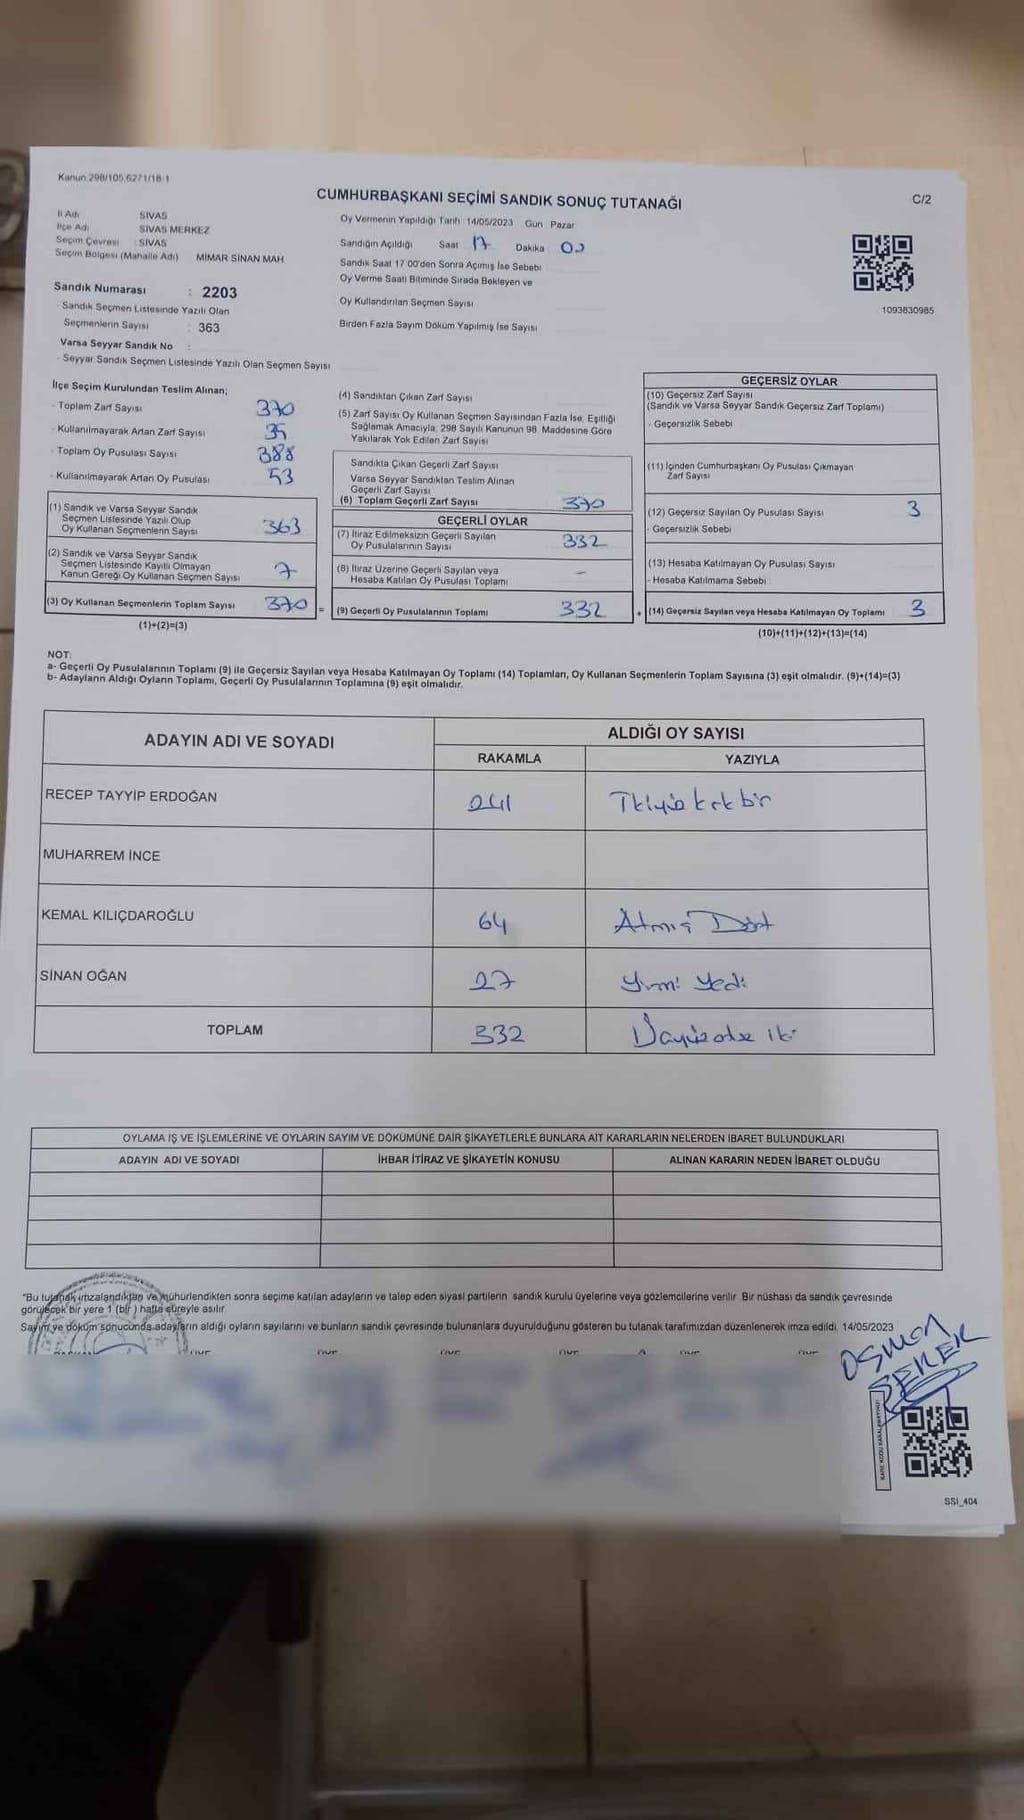 Kanun 298/105 6271/18-1
CUMHURBAŞKANI SEÇİMİ SANDIK SONUÇ TUTANAĞI
C/2
İl Adı SİVAS
İlçe Adı SİVAS MERKEZ
Seçim Çevresi : SİVAS
Seçim Bölgesi (Mahalle Adı) MİMAR SİNAN MAH
Sandık Numarası : 2203
- Sandık Seçmen Listesinde Yazılı Olan
Seçmenlerin Sayısı : 363
Varsa Seyyar Sandık No :
- Seyyar Sandık Seçmen Listesinde Yazılı Olan Seçmen Sayısı
Oy Vermenin Yapıldığı Tarih 14/05/2023 Gün Pazar
Sandığın Açıldığı Saat 17 Dakika 00
Sandık Saat 17 00'den Sonra Açımış İse Sebebi
Oy Verme Saati Bitiminde Sırada Bekleyen ve
Oy Kullandırılan Seçmen Sayısı
Birden Fazla Sayım Döküm Yapılmış İse Sayısı
1093830985
İlçe Seçim Kurulundan Teslim Alınan;
- Toplam Zarf Sayısı 370
- Kullanılmayarak Artan Zarf Sayısı 35
- Toplam Oy Pusulası Sayısı 388
- Kullanılmayarak Artan Oy Pusulası 53
(1) Sandık ve Varsa Seyyar Sandık
Seçmen Listesinde Yazılı Olup
Oy Kullanan Seçmenlerin Sayısı 363
(2) Sandık ve Varsa Seyyar Sandık
Seçmen Listesinde Kayıtlı Olmayan
Kanun Gereği Oy Kullanan Seçmen Sayısı 7
(3) Oy Kullanan Seçmenlerin Toplam Sayısı 370 =
(1)+(2)=(3)
(4) Sandıktan Çıkan Zarf Sayısı
(5) Zarf Sayısı Oy Kullanan Seçmen Sayısından Fazla İse, Eşitliği
Sağlamak Amacıyla, 298 Sayılı Kanunun 98. Maddesine Göre
Yakılarak Yok Edilen Zarf Sayısı
Sandıkta Çıkan Geçerli Zarf Sayısı
Varsa Seyyar Sandıktan Teslim Alınan
Geçerli Zarf Sayısı
(6) Toplam Geçerli Zarf Sayısı 370
GEÇERLİ OYLAR
(7) İtiraz Edilmeksizin Geçerli Sayılan
Oy Pusulalarının Sayısı 332
(8) İtiraz Üzerine Geçerli Sayılan veya
Hesaba Katılan Oy Pusulası Toplamı -
(9) Geçerli Oy Pusulalarının Toplamı 332 +
GEÇERSİZ OYLAR
(10) Geçersiz Zarf Sayısı
(Sandık ve Varsa Seyyar Sandık Geçersiz Zarf Toplamı)
- Geçersizlik Sebebi
(11) İçinden Cumhurbaşkanı Oy Pusulası Çıkmayan
Zarf Sayısı
(12) Geçersiz Sayılan Oy Pusulası Sayısı 3
- Geçersizlik Sebebi
(13) Hesaba Katılmayan Oy Pusulası Sayısı
- Hesaba Katılmama Sebebi
(14) Geçersiz Sayılan veya Hesaba Katılmayan Oy Toplamı 3
(10)+(11)+(12)+(13)=(14)
NOT:
a- Geçerli Oy Pusulalarının Toplamı (9) ile Geçersiz Sayılan veya Hesaba Katılmayan Oy Toplamı (14) Toplamları, Oy Kullanan Seçmenlerin Toplam Sayısına (3) eşit olmalıdır. (9)+(14)=(3)
b- Adayların Aldığı Oyların Toplamı, Geçerli Oy Pusulalarının Toplamına (9) eşit olmalıdır.
ADAYIN ADI VE SOYADI ALDIĞI OY SAYISI
RAKAMLA YAZIYLA
RECEP TAYYİP ERDOĞAN 241 İkiyüz kırk bir
MUHARREM İNCE
KEMAL KILIÇDAROĞLU 64 Atmış Dört
SİNAN OĞAN 27 Yirmi Yedi
TOPLAM 332 Üçyüz otuz iki
OYLAMA İŞ VE İŞLEMLERİNE VE OYLARIN SAYIM VE DÖKÜMÜNE DAİR ŞİKAYETLERLE BUNLARA AİT KARARLARIN NELERDEN İBARET BULUNDUKLARI
ADAYIN ADI VE SOYADI İHBAR İTİRAZ VE ŞİKAYETİN KONUSU ALINAN KARARIN NEDEN İBARET OLDUĞU
"Bu tutanak imzalandıktan ve mühürlendikten sonra seçime katılan adayların ve talep eden siyasi partilerin sandık kurulu üyelerine veya gözlemcilerine verilir. Bir nüshası da sandık çevresinde
görülecek bir yere 1 (bir) hafta süreyle asılır
Sayım ve döküm sonucunda adayların aldığı oyların sayılarını ve bunların sandık çevresinde bulunanlara duyurulduğunu gösteren bu tutanak tarafımızdan düzenlenerek imza edildi. 14/05/2023
OSMAN
ŞEKER
KARE KODU KARALAMAYINIZ!
SSI_404